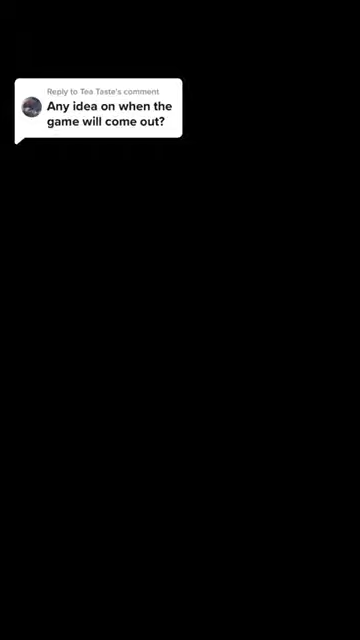 Reply to Tea Taste's comment
Any idea on when the
game will come out?